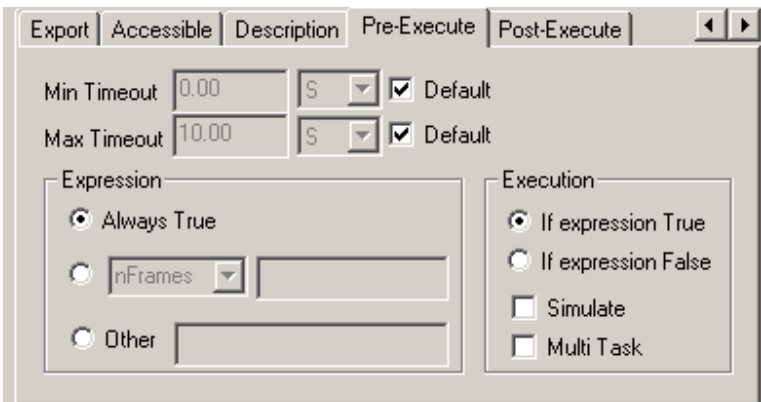 Export Accessible Description Pre-Execute Post-Execute
Min Timeout 0.00 S Default
Max Timeout 10.00 S Default
Expression
Always True
nFrames
Other
Execution
If expression True
If expression False
Simulate
Multi Task